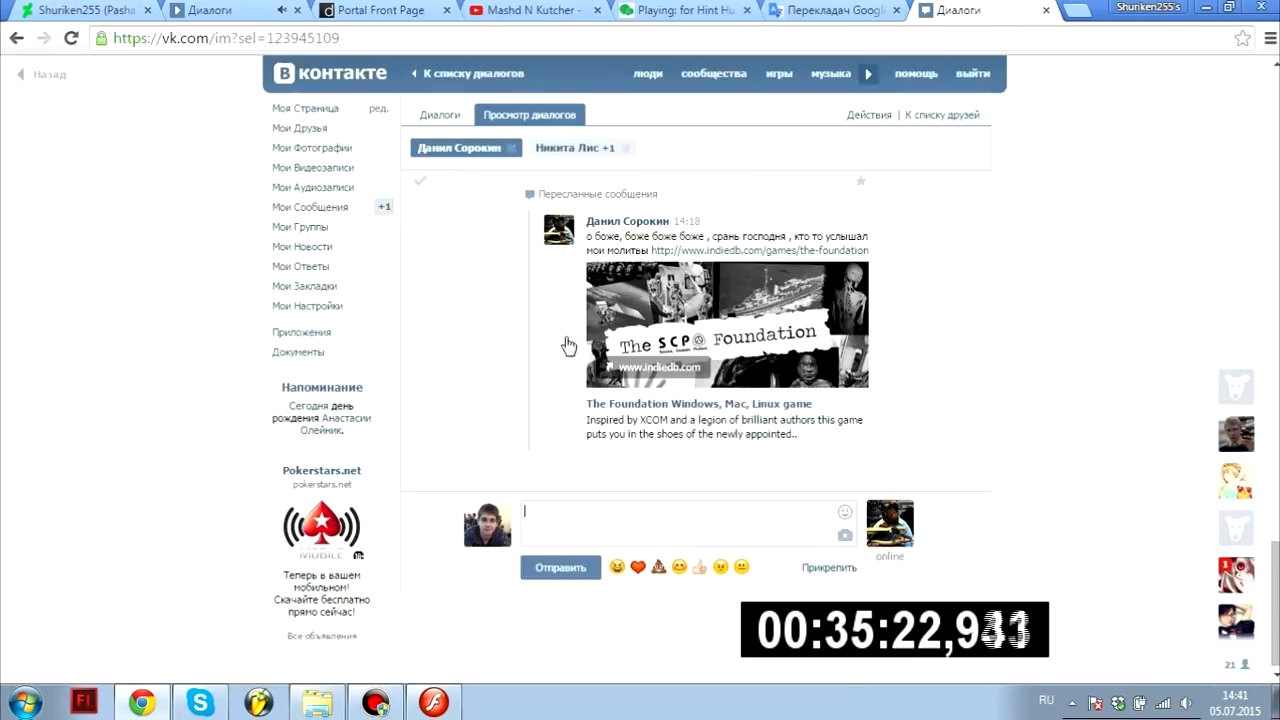 Shuriken255 (Pasha
Диалоги
Portal Front Page
Mashd N Kutcher -
Playing: for Hint Hu
Перекладач Googl
Диалоги
Shuriken255's
https://vk.com/im?sel=123945109
Назад
В контакте
К списку диалогов
люди
сообщества
игры
музыка
помощь
выйти
Моя Страница
ред.
Мои Друзья
Мои Фотографии
Мои Видеозаписи
Мои Аудиозаписи
Мои Сообщения
+1
Мои Группы
Мои Новости
Мои Ответы
Мои Закладки
Мои Настройки
Приложения
Документы
Напоминание
Сегодня день
рождения Анастасии
Олейник.
Pokerstars.net
pokerstars.net
MOBILE
Теперь в вашем
мобильном!
Скачайте бесплатно
прямо сейчас!
Все объявления
Диалоги
Просмотр диалогов
Действия | К списку друзей
Данил Сорокин
Никита Лис +1
Пересланные сообщения
Данил Сорокин 14:18
о боже, боже боже боже , срань господня , кто то услышал
мои молитвы http://www.indiedb.com/games/the-foundation
The SCP Foundation
www.indiedb.com
The Foundation Windows, Mac, Linux game
Inspired by XCOM and a legion of brilliant authors this game
puts you in the shoes of the newly appointed..
Отправить
Прикрепить
online
1
21
00:35:22,9
Fl
RU
14:41
05.07.2015